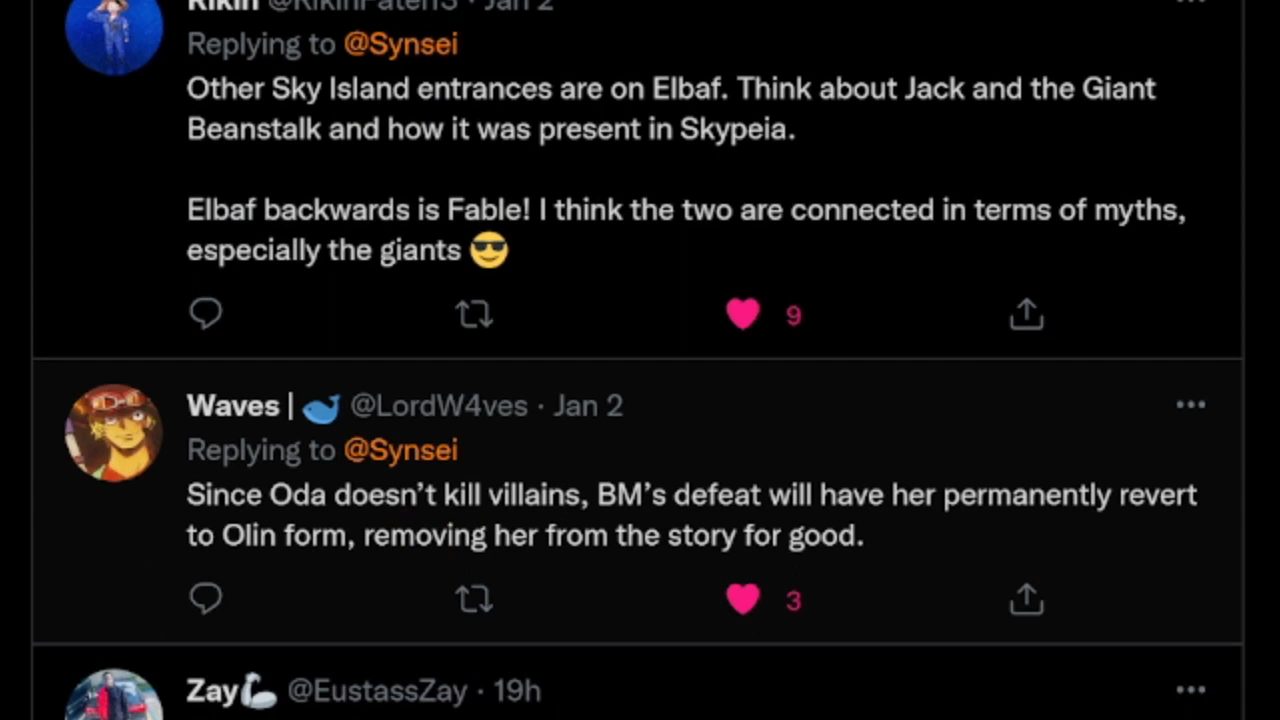 Rikin @RikinPatel13 · Jan 2
Replying to @Synsei
Other Sky Island entrances are on Elbaf. Think about Jack and the Giant
Beanstalk and how it was present in Skypeia.
Elbaf backwards is Fable! I think the two are connected in terms of myths,
especially the giants 😎
9
Waves | 🐳 @LordW4ves · Jan 2
Replying to @Synsei
Since Oda doesn’t kill villains, BM’s defeat will have her permanently revert
to Olin form, removing her from the story for good.
3
Zay🦾 @EustassZay · 19h